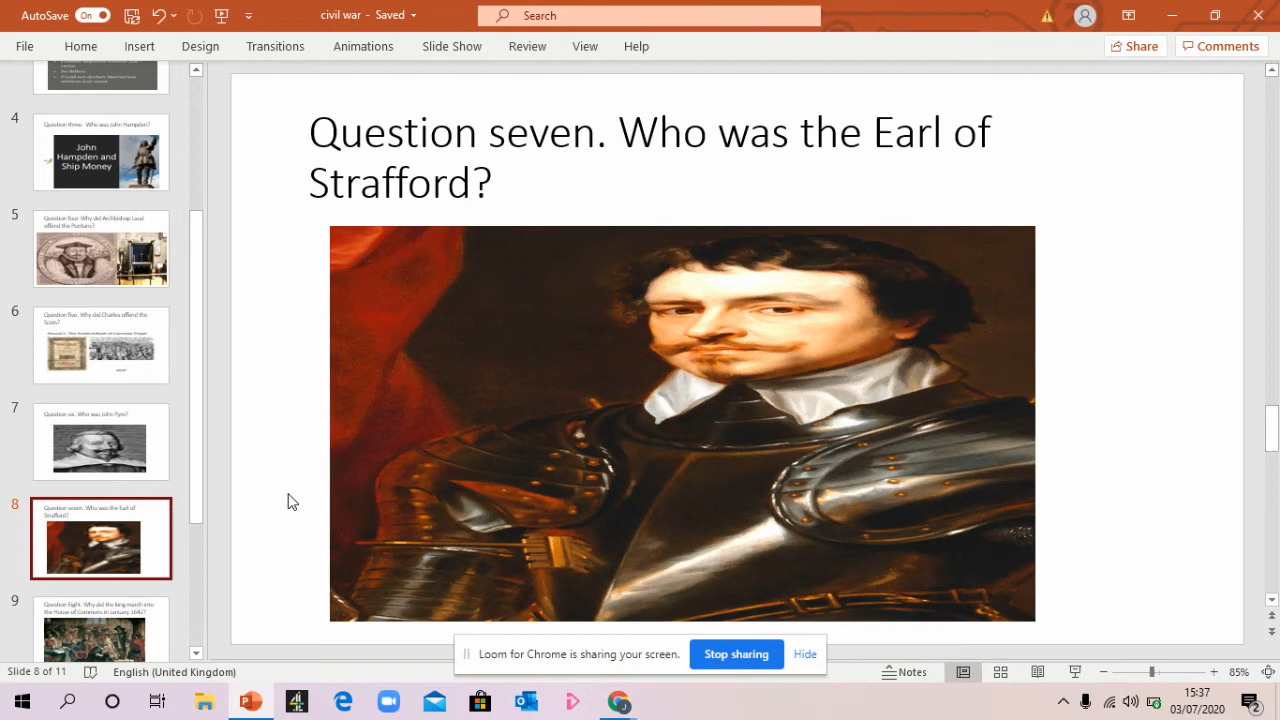 AutoSave On civil war - Saved Search
File Home Insert Design Transitions Animations Slide Show Review View Help Share Comments
4
Question three. Who was John Hampden?
John
Hampden and
Ship Money
5
Question four. Why did Archbishop Laud
offend the Puritans?
6
Question five. Why did Charles offend the
Scots?
7
Question six. Who was John Pym?
8
Question seven. Who was the Earl of
Strafford?
9
Question Eight. Why did the king march into
the House of Commons in January 1642?
Question seven. Who was the Earl of
Strafford?
Loom for Chrome is sharing your screen. Stop sharing Hide
Slide 8 of 11 English (United Kingdom) Notes 85%
15:37
03/07/2020
2